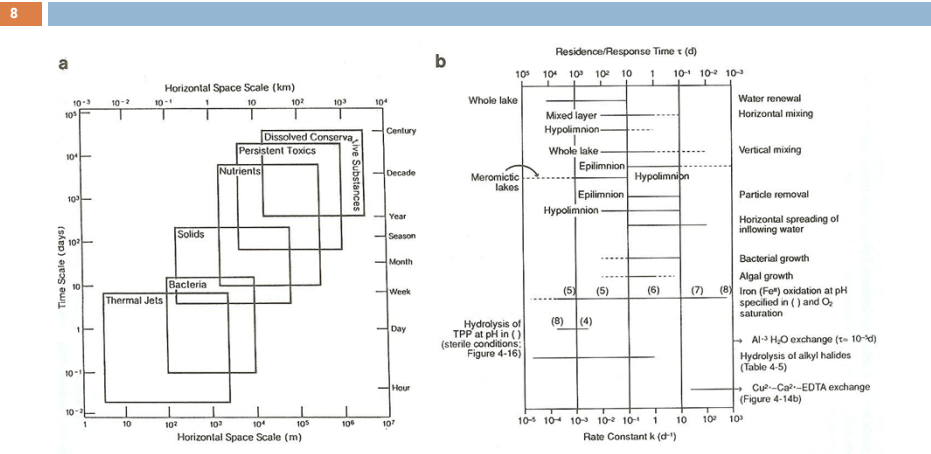 8
a
Horizontal Space Scale (km)
10⁻³ 10⁻² 10⁻¹ 1 10 10² 10³ 10⁴
10⁵
10⁴
10³
10²
10
1
10⁻¹
10⁻²
Time Scale (days)
Century
Decade
Year
Season
Month
Week
Day
Hour
Dissolved Conservative Substances
Persistent Toxics
Nutrients
Solids
Bacteria
Thermal Jets
1 10 10² 10³ 10⁴ 10⁵ 10⁶ 10⁷
Horizontal Space Scale (m)
b
Residence/Response Time τ (d)
10⁵ 10⁴ 10³ 10² 10 1 10⁻¹ 10⁻² 10⁻³
Whole lake
Water renewal
Mixed layer
Horizontal mixing
Hypolimnion
Whole lake
Vertical mixing
Epilimnion
Hypolimnion
Meromictic
lakes
Epilimnion
Particle removal
Hypolimnion
Horizontal spreading of
inflowing water
Bacterial growth
Algal growth
(5) (5) (6) (7) (8)
Iron (Feᴵᴵ) oxidation at pH
specified in ( ) and O₂
saturation
Hydrolysis of
TPP at pH in ( )
(sterile conditions;
Figure 4-16)
(8) (4)
Al⁻³ H₂O exchange (τ≈ 10⁻⁵d)
Hydrolysis of alkyl halides
(Table 4-5)
Cu²⁻–Ca²⁺–EDTA exchange
(Figure 4-14b)
10⁻⁵ 10⁻⁴ 10⁻³ 10⁻² 10⁻¹ 1 10 10² 10³
Rate Constant k (d⁻¹)